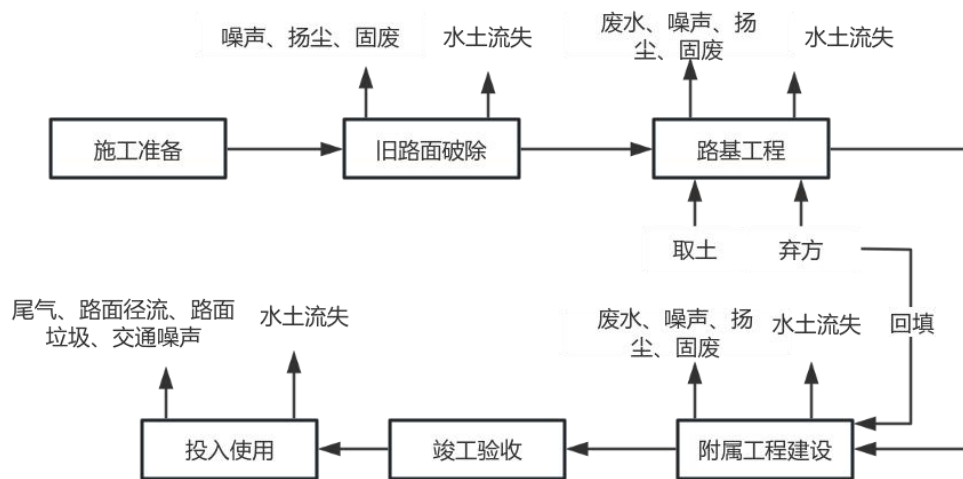 噪声、扬尘、固废
水土流失
废水、噪声、扬
尘、固废
水土流失
施工准备
旧路面破除
路基工程
取土
弃方
尾气、路面径流、路面
垃圾、交通噪声
水土流失
废水、噪声、扬
尘、固废
水土流失
回填
投入使用
竣工验收
附属工程建设